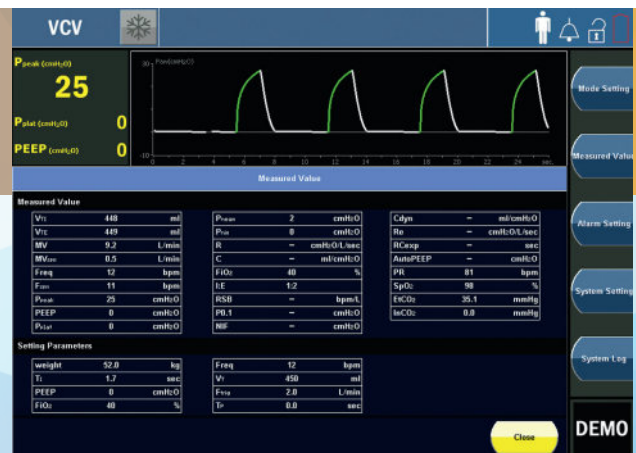 VCV
Ppeak (cmH₂O)
25
Pplat (cmH₂O) 0
PEEP (cmH₂O) 0
30 Paw(cmH₂O)
-10 0 2 4 6 8 10 12 14 16 18 20 22 24 sec.
Mode Setting
Measured Value
Alarm Setting
System Setting
System Log
DEMO
Measured Value
Measured Value
VTI 448 ml Pmean 2 cmH₂O Cdyn – ml/cmH₂O
VTE 449 ml Pmin 0 cmH₂O Re – cmH₂O/L/sec
MV 9.2 L/min R – cmH₂O/L/sec RCexp – sec
MVspn 0.5 L/min C – ml/cmH₂O AutoPEEP – cmH₂O
Freq 12 bpm FiO₂ 40 % PR 81 bpm
Fspn 11 bpm I:E 1:2 SpO₂ 98 %
Ppeak 25 cmH₂O RSB – bpm/L EtCO₂ 35.1 mmHg
PEEP 0 cmH₂O P0.1 – cmH₂O InCO₂ 0.0 mmHg
Pplat 0 cmH₂O NIF – cmH₂O
Setting Parameters
weight 52.0 kg Freq 12 bpm
Ti 1.7 sec VT 450 ml
PEEP 0 cmH₂O Ftrig 2.0 L/min
FiO₂ 40 % TP 0.0 sec
Close